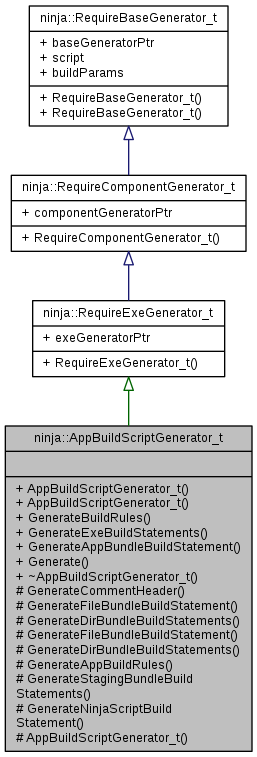 ninja::RequireBaseGenerator_t
+ baseGeneratorPtr
+ script
+ buildParams
+ RequireBaseGenerator_t()
+ RequireBaseGenerator_t()
ninja::RequireComponentGenerator_t
+ componentGeneratorPtr
+ RequireComponentGenerator_t()
ninja::RequireExeGenerator_t
+ exeGeneratorPtr
+ RequireExeGenerator_t()
ninja::AppBuildScriptGenerator_t
+ AppBuildScriptGenerator_t()
+ AppBuildScriptGenerator_t()
+ GenerateBuildRules()
+ GenerateExeBuildStatements()
+ GenerateAppBundleBuildStatement()
+ Generate()
+ ~AppBuildScriptGenerator_t()
# GenerateCommentHeader()
# GenerateFileBundleBuildStatement()
# GenerateDirBundleBuildStatements()
# GenerateFileBundleBuildStatement()
# GenerateDirBundleBuildStatements()
# GenerateAppBuildRules()
# GenerateStagingBundleBuild
Statements()
# GenerateNinjaScriptBuild
Statement()
# AppBuildScriptGenerator_t()